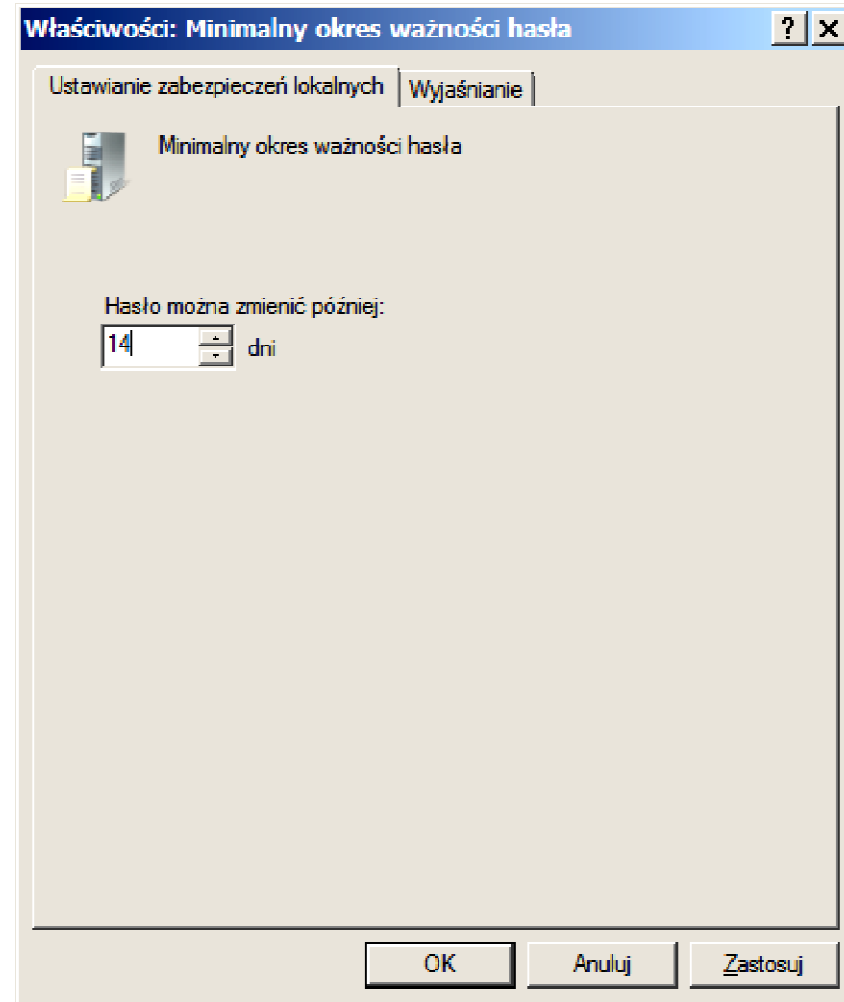 Właściwości: Minimalny okres ważności hasła
Ustawianie zabezpieczeń lokalnych
Wyjaśnianie
Minimalny okres ważności hasła
Hasło można zmienić później:
14 dni
OK Anuluj Zastosuj